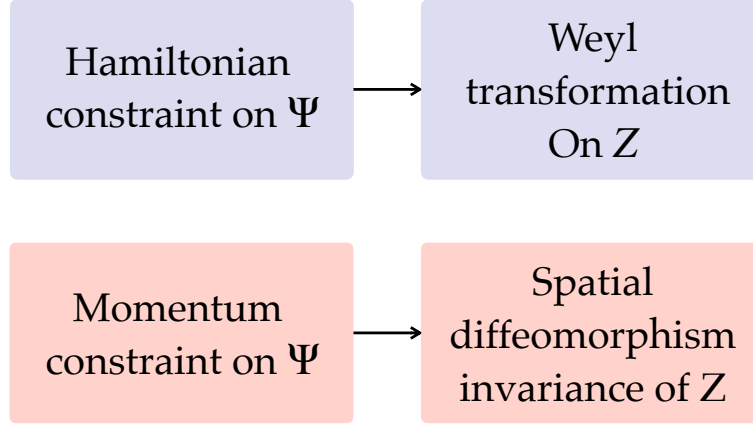 Hamiltonian
constraint on Ψ
Weyl
transformation
On Z
Momentum
constraint on Ψ
Spatial
diffeomorphism
invariance of Z